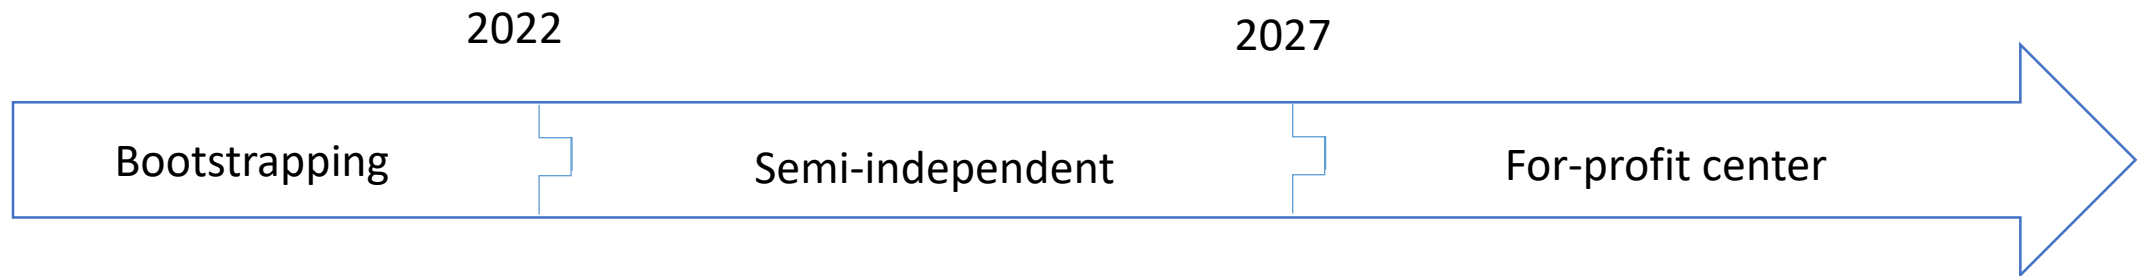 2022
2027
Bootstrapping
Semi-independent
For-profit center